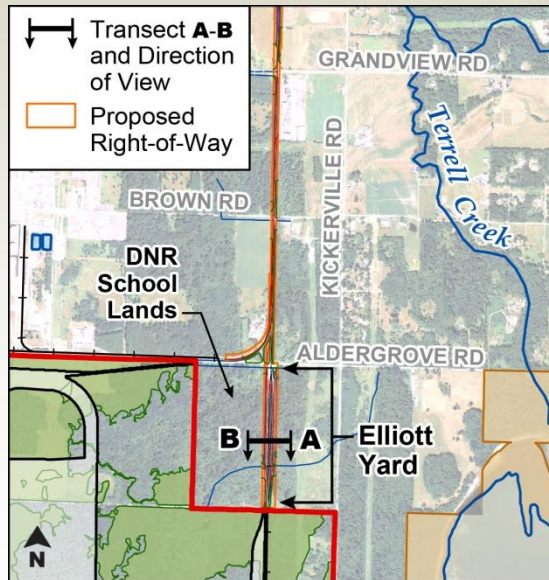 Transect A-B
and Direction
of View
Proposed
Right-of-Way
GRANDVIEW RD
KICKERVILLE RD
Terrell Creek
BROWN RD
DNR
School
Lands
ALDERGROVE RD
B
A
Elliott
Yard
N